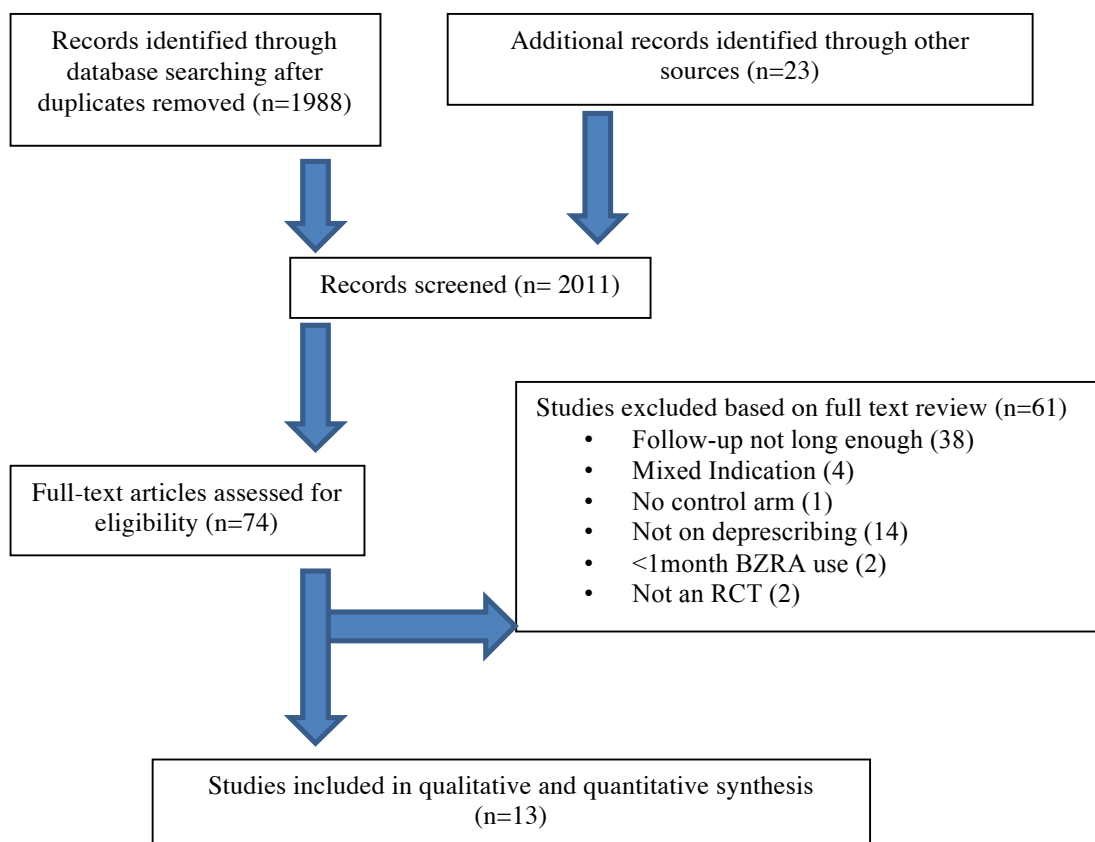 Records identified through
database searching after
duplicates removed (n=1988)
Additional records identified through other
sources (n=23)
Records screened (n= 2011)
Studies excluded based on full text review (n=61)
• Follow-up not long enough (38)
• Mixed Indication (4)
• No control arm (1)
• Not on deprescribing (14)
• <1month BZRA use (2)
• Not an RCT (2)
Full-text articles assessed for
eligibility (n=74)
Studies included in qualitative and quantitative synthesis
(n=13)